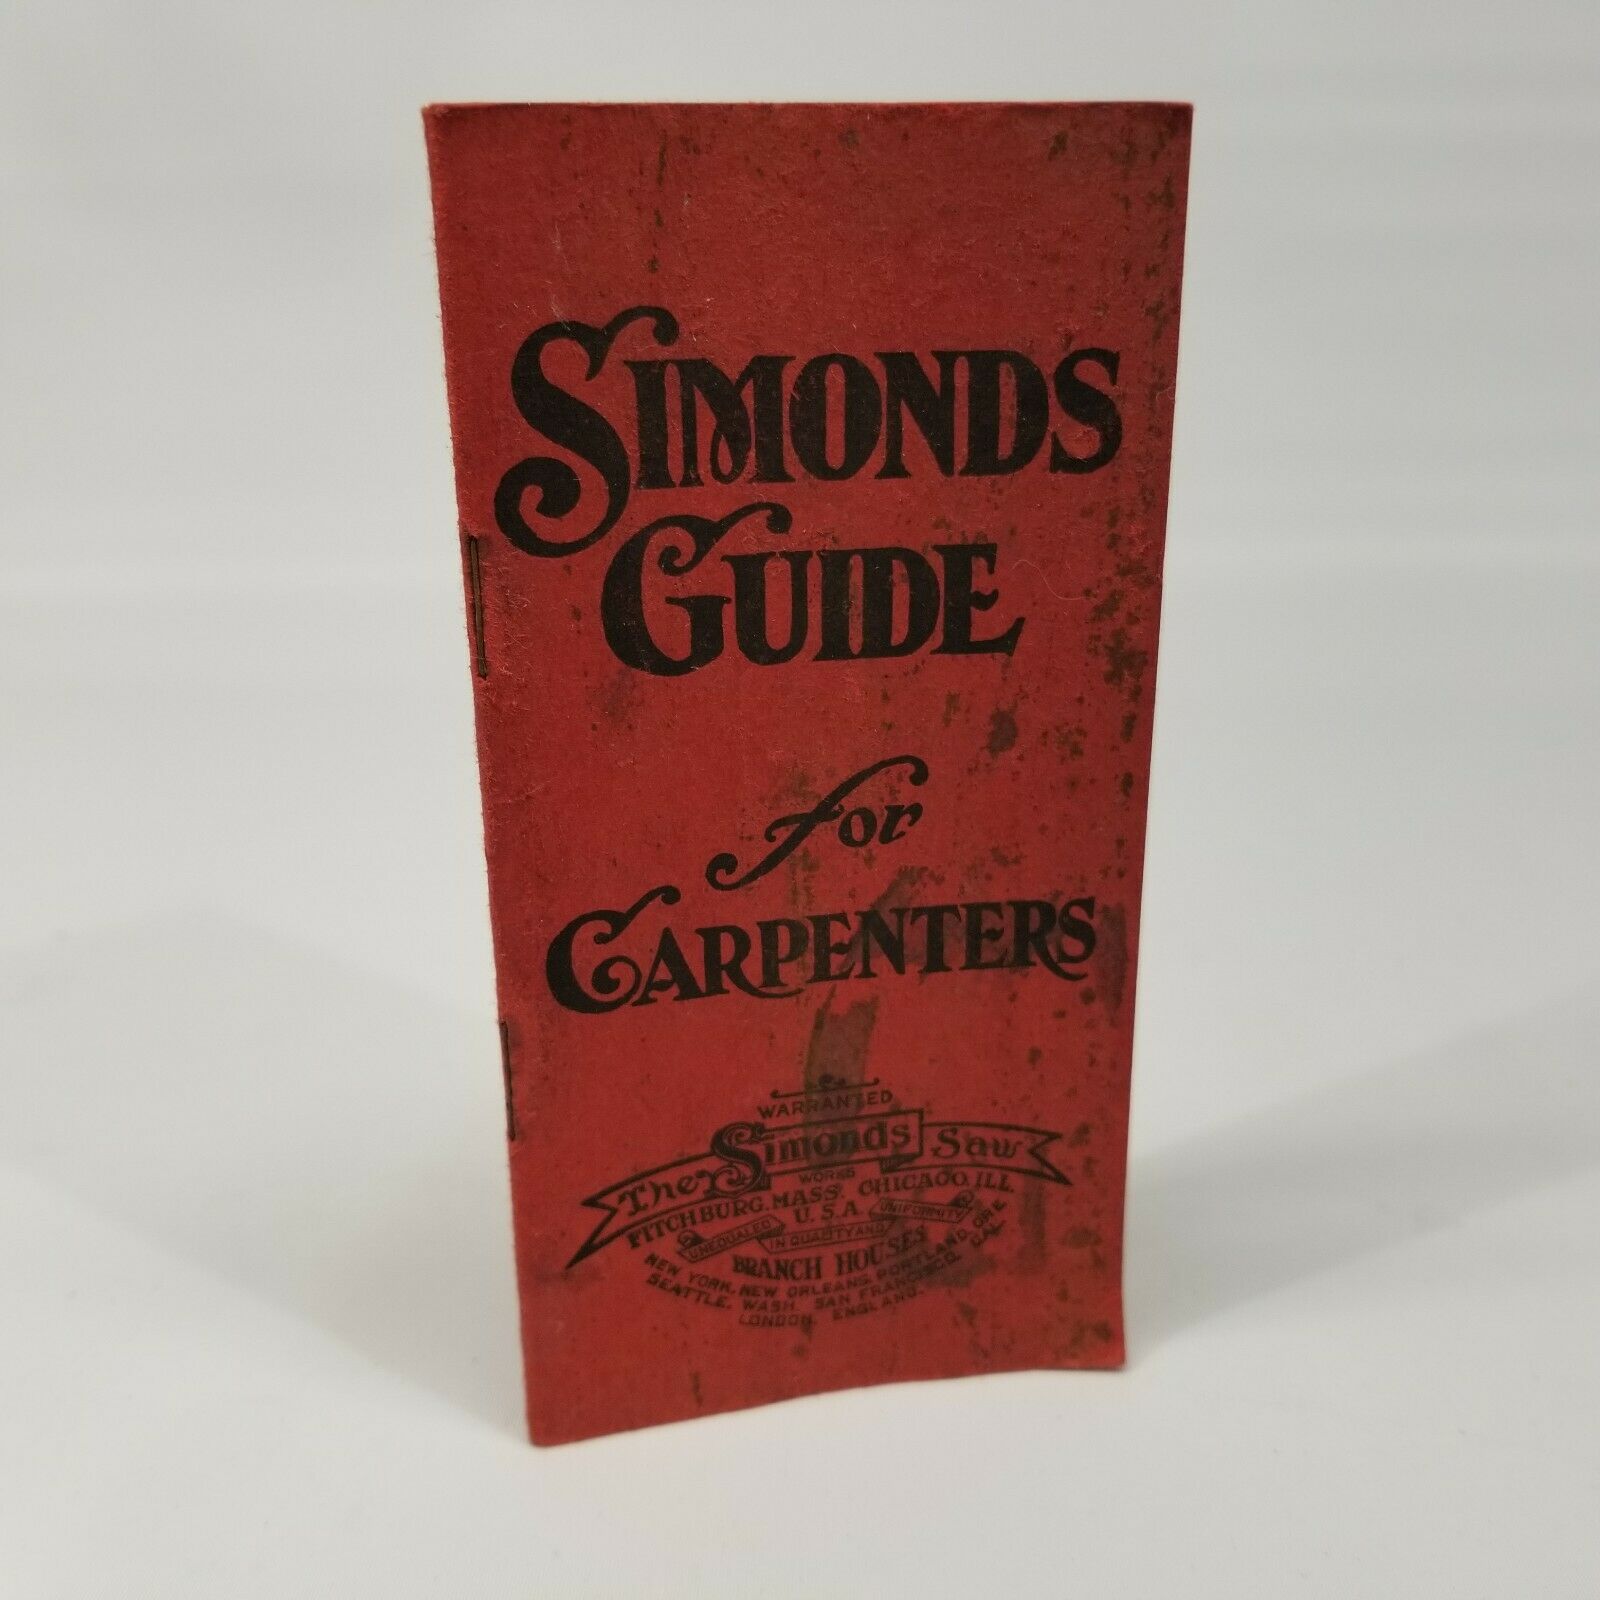 SIMONDS
GUIDE
for
CARPENTERS
WARRANTED
The Simonds Saw
WORKS
FITCHBURG, MASS. CHICAGO, ILL.
U.S.A.
UNEQUALED IN QUALITY AND UNIFORMITY
BRANCH HOUSES
NEW YORK, NEW ORLEANS, PORTLAND, ORE.
SEATTLE, WASH. SAN FRANCISCO, CAL.
LONDON, ENGLAND.